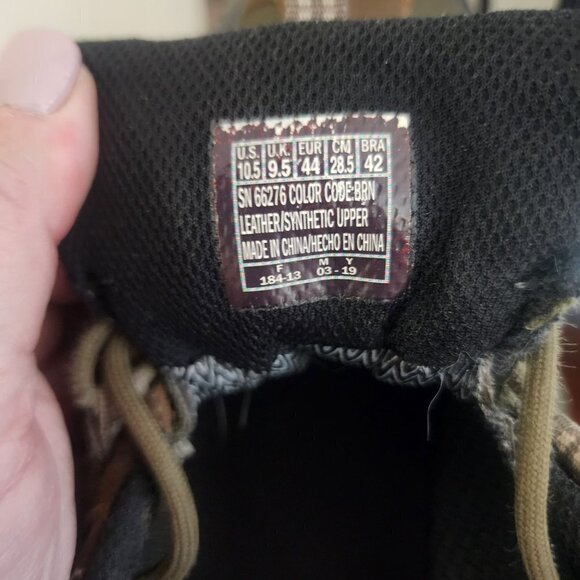 U.S. U.K. EUR CM BRA
10.5 9.5 44 28.5 42
SN 66276 COLOR CODE:BRN
LEATHER/SYNTHETIC UPPER
MADE IN CHINA/HECHO EN CHINA
F M Y
184-13 03-19